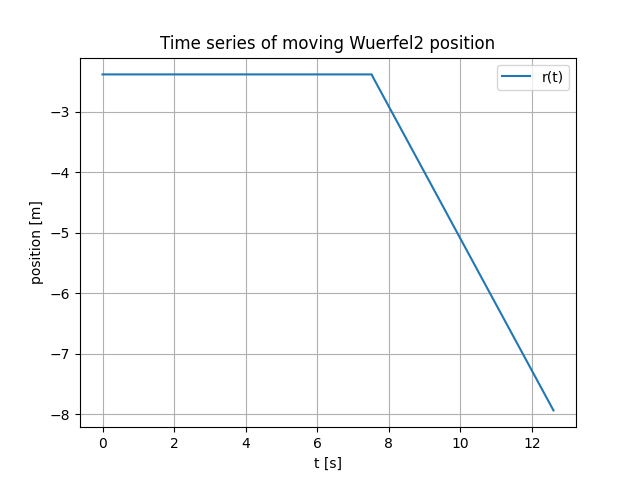 Time series of moving Wuerfel2 position
r(t)
−3
−4
−5
−6
−7
−8
position [m]
0 2 4 6 8 10 12
t [s]